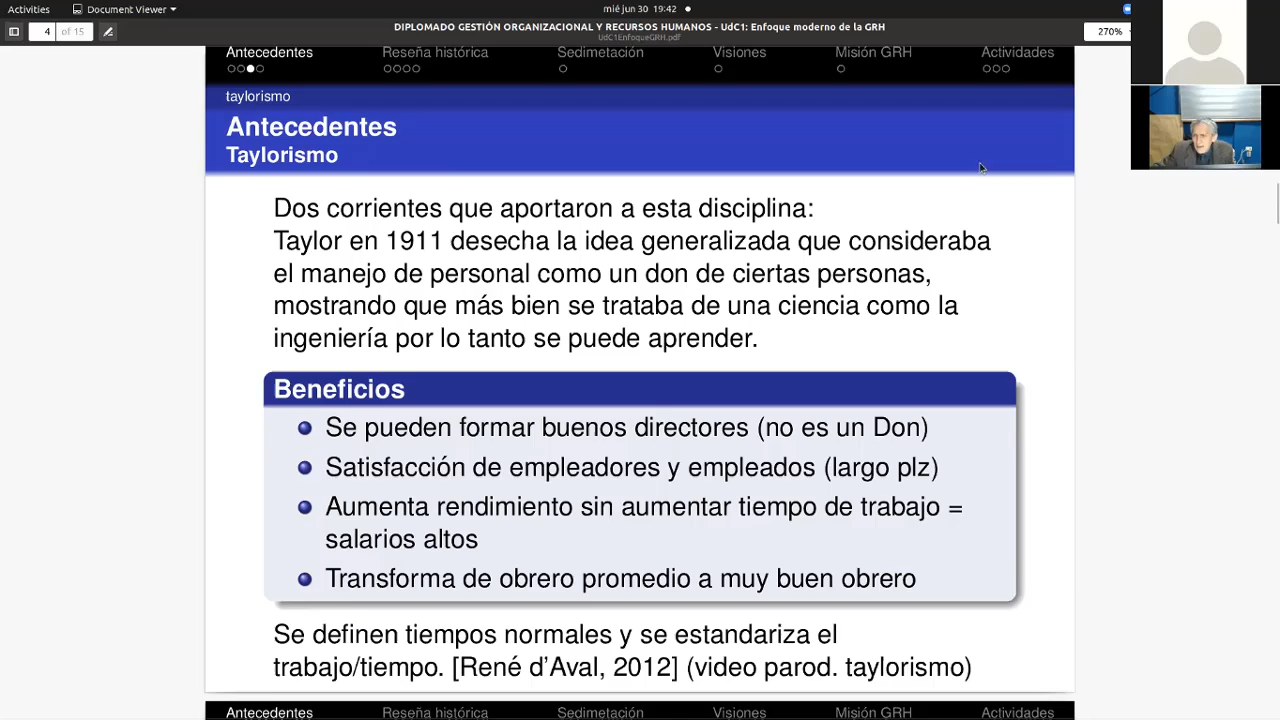 Activities
Document Viewer
mié jun 30 19:42
4 of 15
DIPLOMADO GESTIÓN ORGANIZACIONAL Y RECURSOS HUMANOS - UdC1: Enfoque moderno de la GRH
UdC1EnfoqueGRH.pdf
270%
Antecedentes Reseña histórica Sedimetación Visiones Misión GRH Actividades
taylorismo
Antecedentes
Taylorismo
Dos corrientes que aportaron a esta disciplina:
Taylor en 1911 desecha la idea generalizada que consideraba
el manejo de personal como un don de ciertas personas,
mostrando que más bien se trataba de una ciencia como la
ingeniería por lo tanto se puede aprender.
Beneficios
Se pueden formar buenos directores (no es un Don)
Satisfacción de empleadores y empleados (largo plz)
Aumenta rendimiento sin aumentar tiempo de trabajo =
salarios altos
Transforma de obrero promedio a muy buen obrero
Se definen tiempos normales y se estandariza el
trabajo/tiempo. [René d'Aval, 2012] (video parod. taylorismo)
Antecedentes Reseña histórica Sedimetación Visiones Misión GRH Actividades